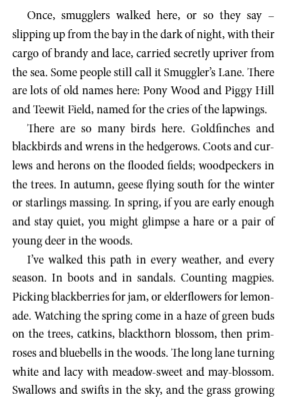 Once, smugglers walked here, or so they say –
slipping up from the bay in the dark of night, with their
cargo of brandy and lace, carried secretly upriver from
the sea. Some people still call it Smuggler's Lane. There
are lots of old names here: Pony Wood and Piggy Hill
and Teewit Field, named for the cries of the lapwings.
There are so many birds here. Goldfinches and
blackbirds and wrens in the hedgerows. Coots and cur-
lews and herons on the flooded fields; woodpeckers in
the trees. In autumn, geese flying south for the winter
or starlings massing. In spring, if you are early enough
and stay quiet, you might glimpse a hare or a pair of
young deer in the woods.
I've walked this path in every weather, and every
season. In boots and in sandals. Counting magpies.
Picking blackberries for jam, or elderflowers for lemon-
ade. Watching the spring come in a haze of green buds
on the trees, catkins, blackthorn blossom, then prim-
roses and bluebells in the woods. The long lane turning
white and lacy with meadow-sweet and may-blossom.
Swallows and swifts in the sky, and the grass growing